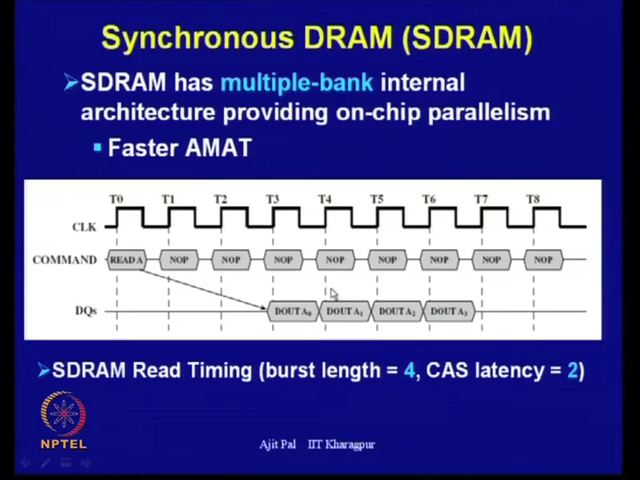 Synchronous DRAM (SDRAM)
➢SDRAM has multiple-bank internal
architecture providing on-chip parallelism
▪ Faster AMAT
T0 T1 T2 T3 T4 T5 T6 T7 T8
CLK
COMMAND READ A NOP NOP NOP NOP NOP NOP NOP NOP
DQs DOUT A₀ DOUT A₁ DOUT A₂ DOUT A₃
➢SDRAM Read Timing (burst length = 4, CAS latency = 2)
NPTEL
Ajit Pal IIT Kharagpur